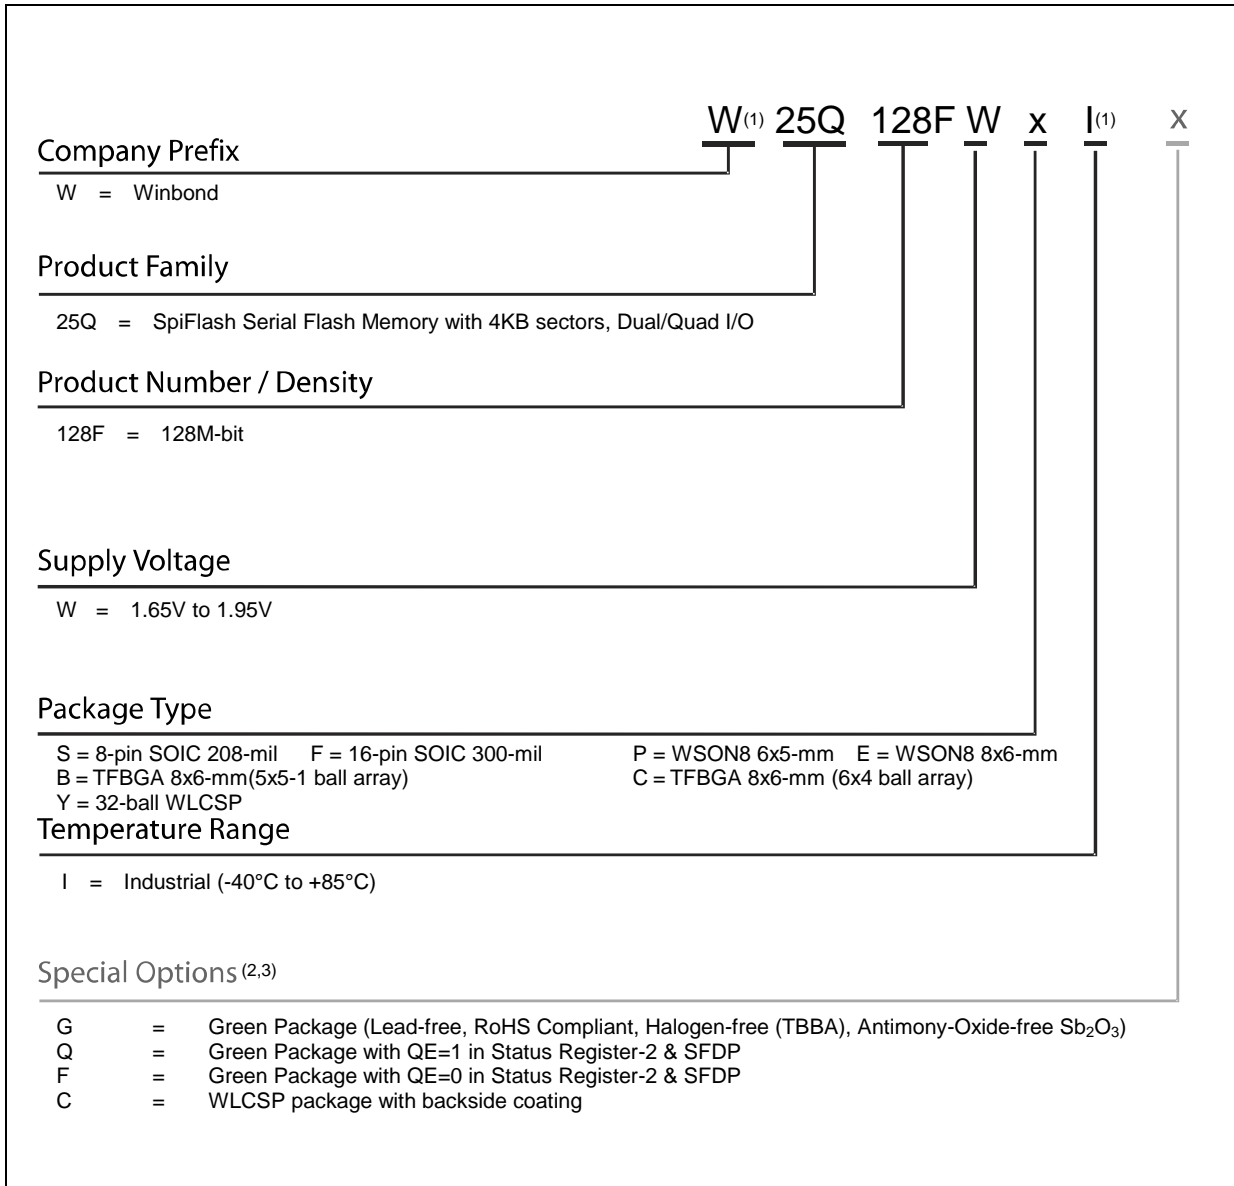 W(1) 25Q 128F W x I(1) x
Company Prefix
W = Winbond
Product Family
25Q = SpiFlash Serial Flash Memory with 4KB sectors, Dual/Quad I/O
Product Number / Density
128F = 128M-bit
Supply Voltage
W = 1.65V to 1.95V
Package Type
S = 8-pin SOIC 208-mil F = 16-pin SOIC 300-mil P = WSON8 6x5-mm E = WSON8 8x6-mm
B = TFBGA 8x6-mm(5x5-1 ball array) C = TFBGA 8x6-mm (6x4 ball array)
Y = 32-ball WLCSP
Temperature Range
I = Industrial (-40°C to +85°C)
Special Options (2,3)
G = Green Package (Lead-free, RoHS Compliant, Halogen-free (TBBA), Antimony-Oxide-free Sb₂O₃)
Q = Green Package with QE=1 in Status Register-2 & SFDP
F = Green Package with QE=0 in Status Register-2 & SFDP
C = WLCSP package with backside coating